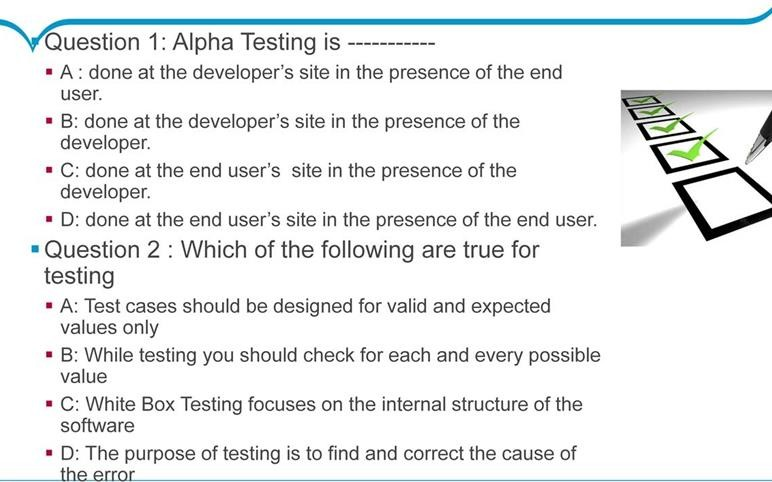 Question 1: Alpha Testing is -----------
A : done at the developer's site in the presence of the end
user.
B: done at the developer's site in the presence of the
developer.
C: done at the end user's  site in the presence of the
developer.
D: done at the end user's site in the presence of the end user.
Question 2 : Which of the following are true for
testing
A: Test cases should be designed for valid and expected
values only
B: While testing you should check for each and every possible
value
C: White Box Testing focuses on the internal structure of the
software
D: The purpose of testing is to find and correct the cause of
the error